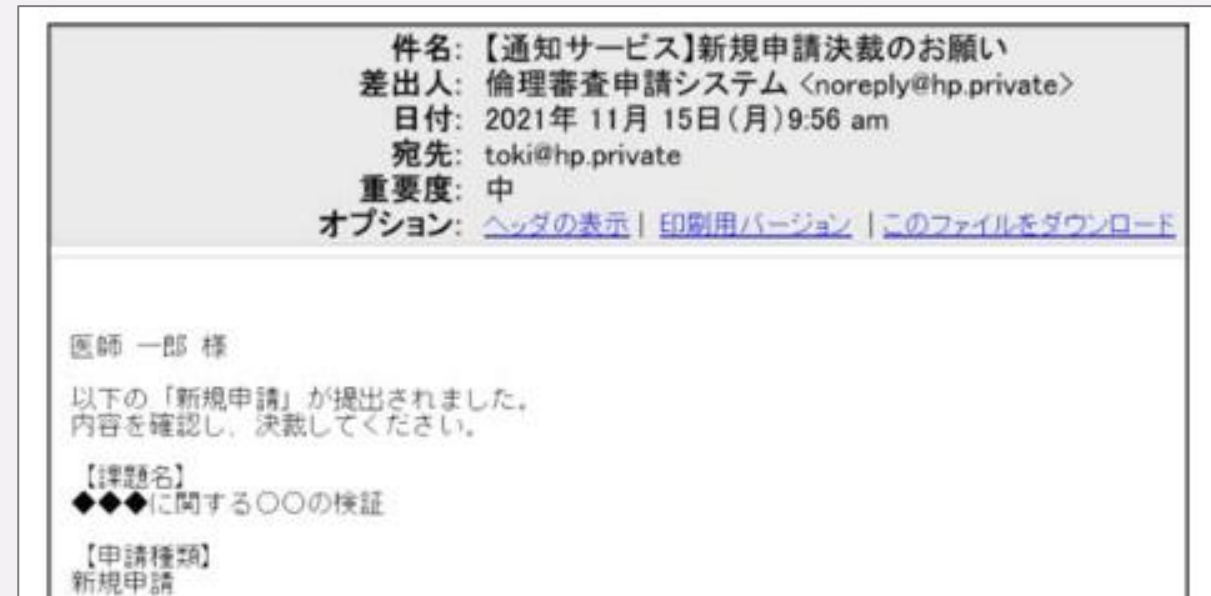 件名: 【通知サービス】新規申請決裁のお願い
差出人: 倫理審査申請システム <noreply@hp.private>
日付: 2021年 11月 15日(月)9:56 am
宛先: toki@hp.private
重要度: 中
オプション: ヘッダの表示 | 印刷用バージョン | このファイルをダウンロード
医師 一郎 様
以下の「新規申請」が提出されました。
内容を確認し、決裁してください。
【課題名】
◆◆◆に関する〇〇の検証
【申請種類】
新規申請